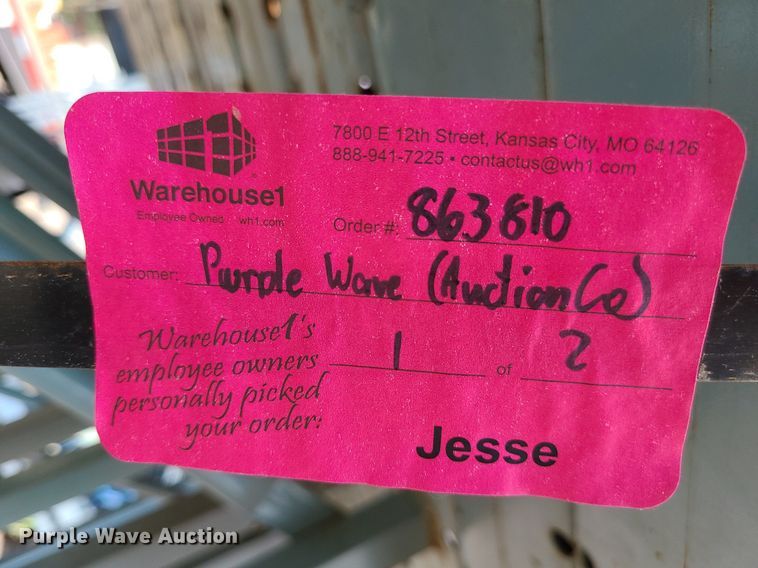 7800 E 12th Street, Kansas City, MO 64126
888-941-7225 • contactus@wh1.com
Warehouse1
Employee Owned wh1.com
Order #: 863810
Customer: Purple Wave (Auction Co)
Warehouse1's
employee owners
personally picked
your order:
1 of 2
Jesse
Purple Wave Auction